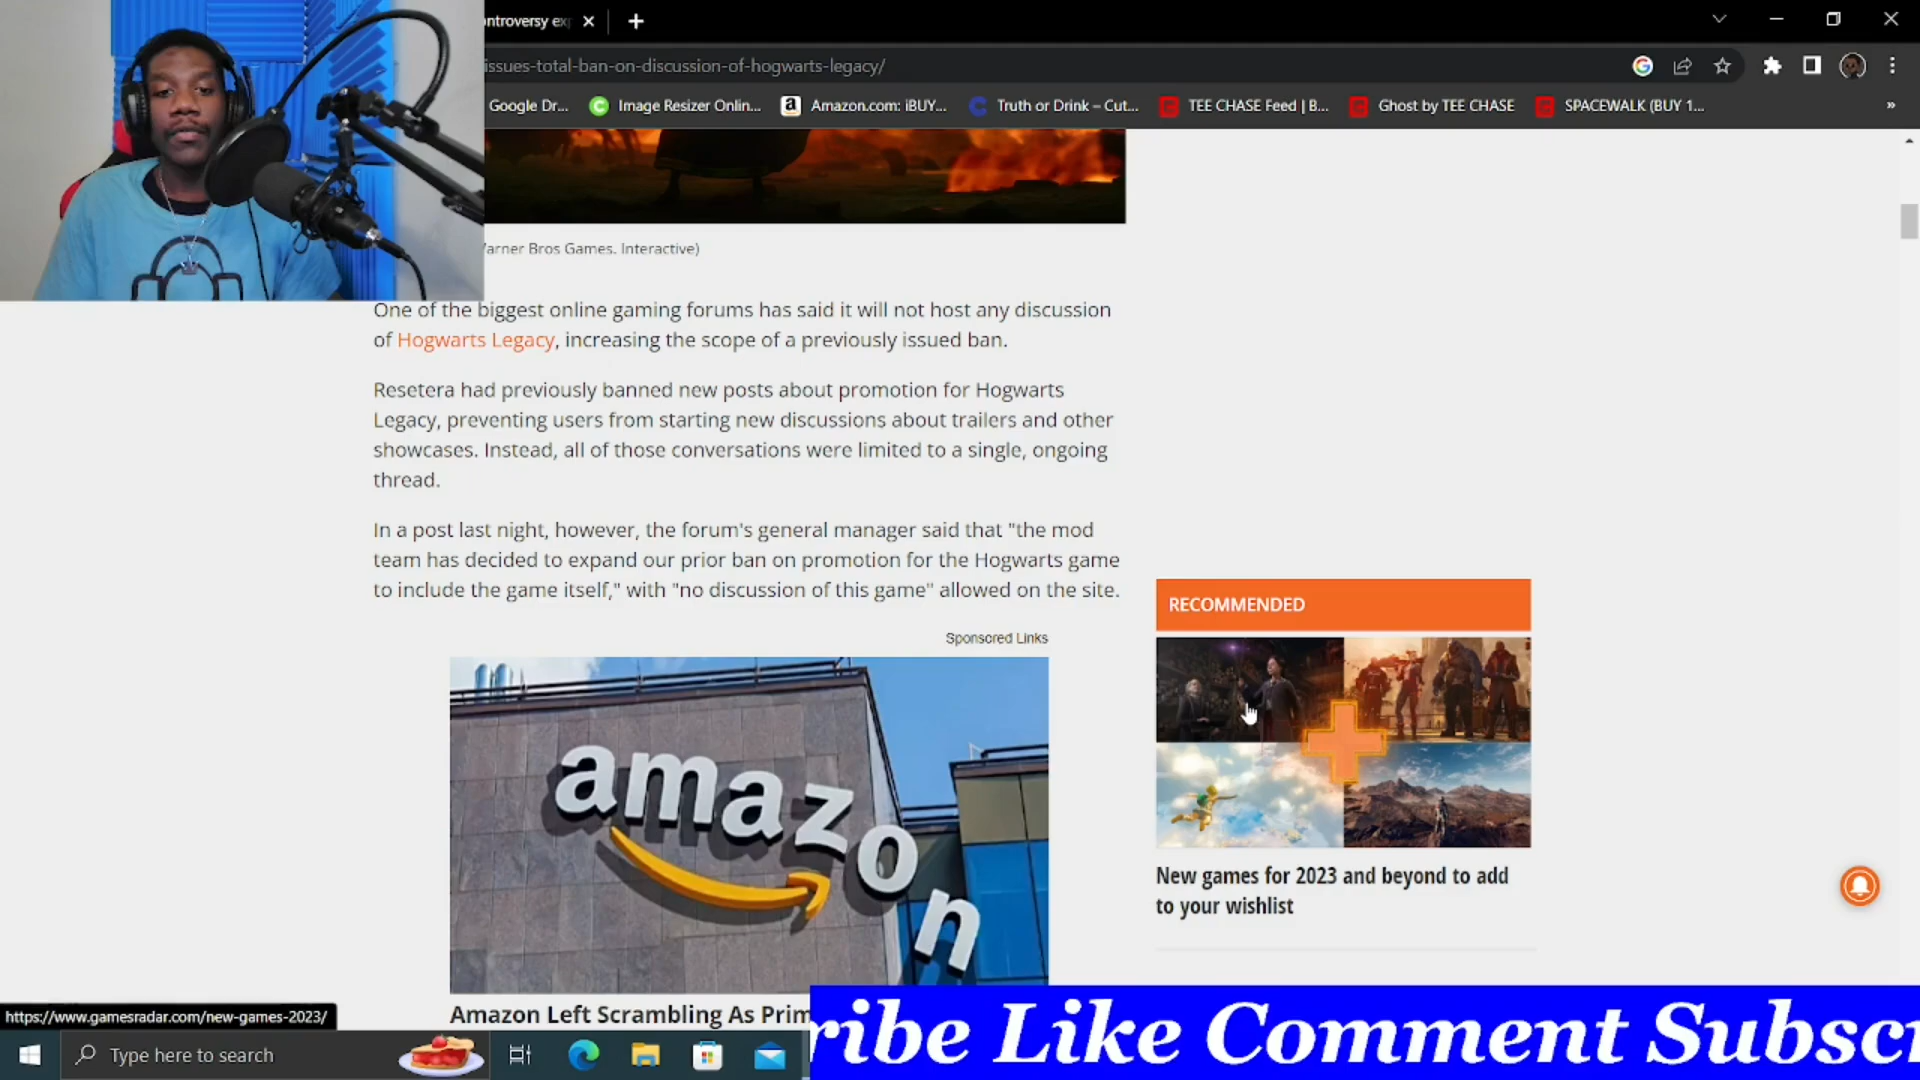 ontroversy ex
issues-total-ban-on-discussion-of-hogwarts-legacy/
Google Dr...
Image Resizer Onlin...
Amazon.com: iBUY...
Truth or Drink – Cut...
TEE CHASE Feed | B...
Ghost by TEE CHASE
SPACEWALK (BUY 1...
»
arner Bros Games. Interactive)
One of the biggest online gaming forums has said it will not host any discussion
of Hogwarts Legacy, increasing the scope of a previously issued ban.
Resetera had previously banned new posts about promotion for Hogwarts
Legacy, preventing users from starting new discussions about trailers and other
showcases. Instead, all of those conversations were limited to a single, ongoing
thread.
In a post last night, however, the forum's general manager said that "the mod
team has decided to expand our prior ban on promotion for the Hogwarts game
to include the game itself," with "no discussion of this game" allowed on the site.
Sponsored Links
amazon
Amazon Left Scrambling As Prim
RECOMMENDED
New games for 2023 and beyond to add
to your wishlist
https://www.gamesradar.com/new-games-2023/
Type here to search
ribe Like Comment Subscr